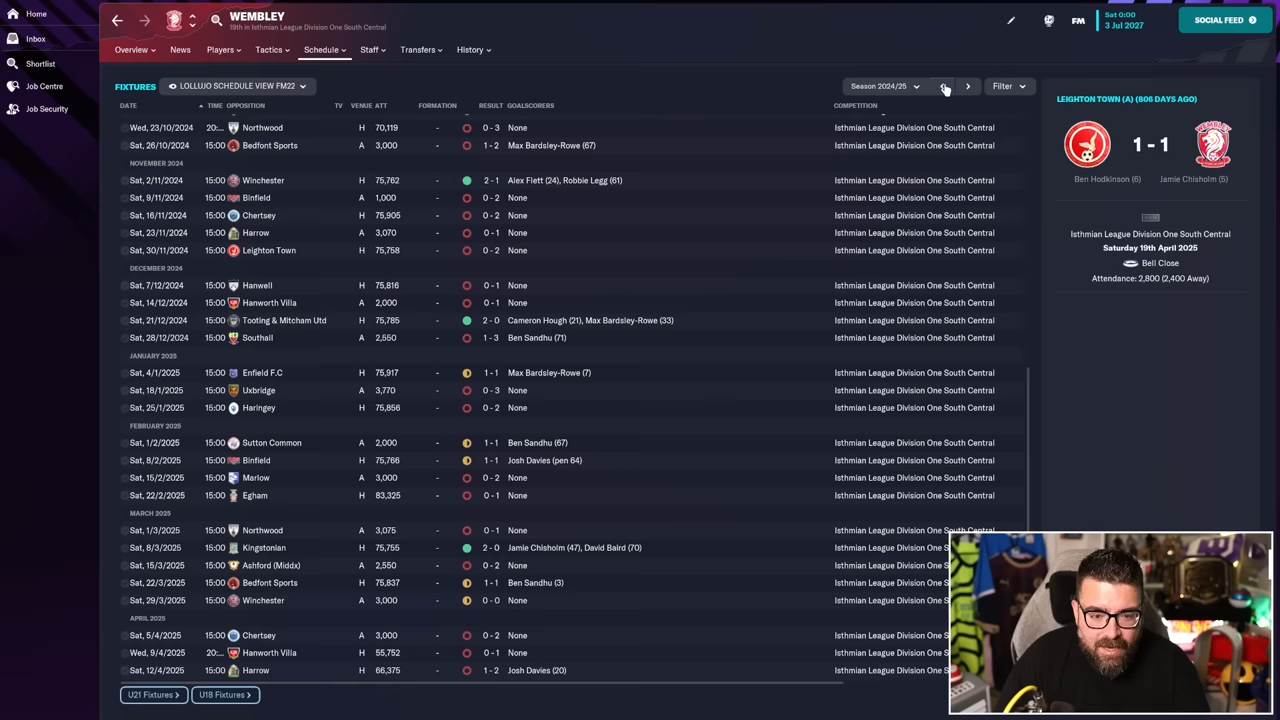 Home
Inbox
Shortlist
Job Centre
Job Security
WEMBLEY
19th in Isthmian League Division One South Central
FM
Sat 0:00
3 Jul 2027
SOCIAL FEED
Overview
News
Players
Tactics
Schedule
Staff
Transfers
History
FIXTURES
LOLLUJO SCHEDULE VIEW FM22
Season 2024/25
Filter
DATE TIME OPPOSITION TV VENUE ATT FORMATION RESULT GOALSCORERS COMPETITION
Wed, 23/10/2024 20:... Northwood H 70,119 - 0 - 3 None Isthmian League Division One South Central
Sat, 26/10/2024 15:00 Bedfont Sports A 3,000 - 1 - 2 Max Bardsley-Rowe (67) Isthmian League Division One South Central
NOVEMBER 2024
Sat, 2/11/2024 15:00 Winchester H 75,762 - 2 - 1 Alex Flett (24), Robbie Legg (61) Isthmian League Division One South Central
Sat, 9/11/2024 15:00 Binfield A 1,000 - 0 - 2 None Isthmian League Division One South Central
Sat, 16/11/2024 15:00 Chertsey H 75,905 - 0 - 2 None Isthmian League Division One South Central
Sat, 23/11/2024 15:00 Harrow A 3,070 - 0 - 1 None Isthmian League Division One South Central
Sat, 30/11/2024 15:00 Leighton Town H 75,758 - 0 - 2 None Isthmian League Division One South Central
DECEMBER 2024
Sat, 7/12/2024 15:00 Hanwell H 75,816 - 0 - 1 None Isthmian League Division One South Central
Sat, 14/12/2024 15:00 Hanworth Villa A 2,000 - 0 - 1 None Isthmian League Division One South Central
Sat, 21/12/2024 15:00 Tooting & Mitcham Utd H 75,785 - 2 - 0 Cameron Hough (21), Max Bardsley-Rowe (33) Isthmian League Division One South Central
Sat, 28/12/2024 15:00 Southall A 2,550 - 1 - 3 Ben Sandhu (71) Isthmian League Division One South Central
JANUARY 2025
Sat, 4/1/2025 15:00 Enfield F.C H 75,917 - 1 - 1 Max Bardsley-Rowe (7) Isthmian League Division One South Central
Sat, 18/1/2025 15:00 Uxbridge A 3,770 - 0 - 3 None Isthmian League Division One South Central
Sat, 25/1/2025 15:00 Haringey H 75,856 - 0 - 2 None Isthmian League Division One South Central
FEBRUARY 2025
Sat, 1/2/2025 15:00 Sutton Common A 2,000 - 1 - 1 Ben Sandhu (67) Isthmian League Division One South Central
Sat, 8/2/2025 15:00 Binfield H 75,766 - 1 - 1 Josh Davies (pen 64) Isthmian League Division One South Central
Sat, 15/2/2025 15:00 Marlow A 3,000 - 0 - 2 None Isthmian League Division One South Central
Sat, 22/2/2025 15:00 Egham H 83,325 - 0 - 1 None Isthmian League Division One South Central
MARCH 2025
Sat, 1/3/2025 15:00 Northwood A 3,075 - 0 - 1 None Isthmian League Division One South Central
Sat, 8/3/2025 15:00 Kingstonian H 75,755 - 2 - 0 Jamie Chisholm (47), David Baird (70) Isthmian League Division One S
Sat, 15/3/2025 15:00 Ashford (Middx) A 2,550 - 0 - 2 None Isthmian League Division One S
Sat, 22/3/2025 15:00 Bedfont Sports H 75,837 - 1 - 1 Ben Sandhu (3) Isthmian League Division One S
Sat, 29/3/2025 15:00 Winchester A 3,000 - 0 - 0 None Isthmian League Division One S
APRIL 2025
Sat, 5/4/2025 15:00 Chertsey A 3,000 - 0 - 2 None Isthmian League Division One S
Wed, 9/4/2025 20:... Hanworth Villa H 55,752 - 0 - 1 None Isthmian League Division One S
Sat, 12/4/2025 15:00 Harrow H 66,375 - 1 - 2 Josh Davies (20) Isthmian League Division One S
U21 Fixtures
U18 Fixtures
LEIGHTON TOWN (A) (806 DAYS AGO)
1 - 1
Ben Hodkinson (6) Jamie Chisholm (5)
Isthmian League Division One South Central
Saturday 19th April 2025
Bell Close
Attendance: 2,800 (2,400 Away)